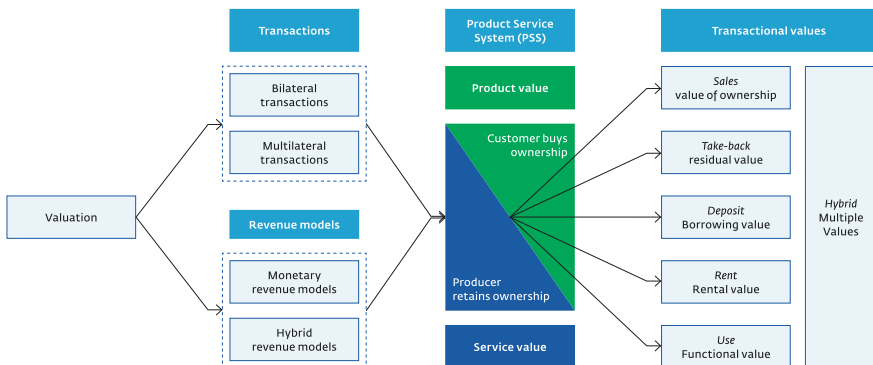 Transactions
Product Service
System (PSS)
Transactional values
Bilateral
transactions
Multilateral
transactions
Valuation
Revenue models
Monetary
revenue models
Hybrid
revenue models
Product value
Customer buys
ownership
Producer
retains ownership
Service value
Sales
value of ownership
Take-back
residual value
Deposit
Borrowing value
Rent
Rental value
Use
Functional value
Hybrid
Multiple
Values